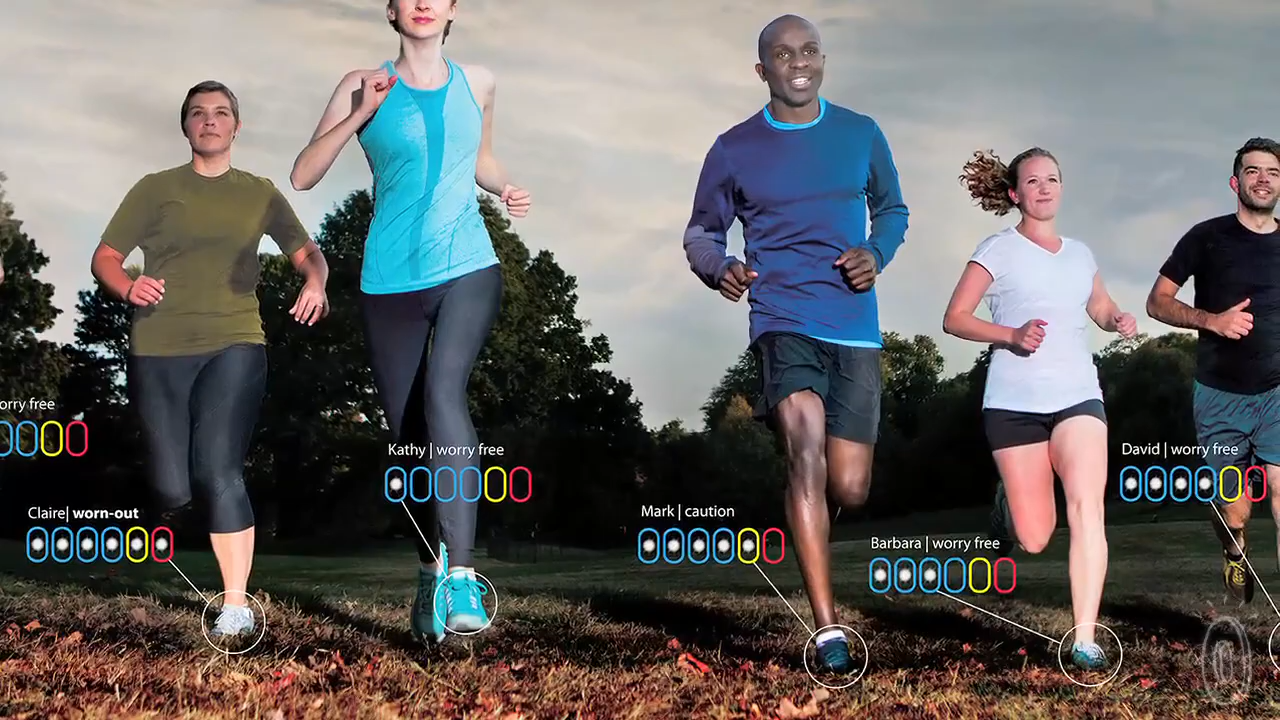 orry free
Kathy | worry free
David | worry free
Claire| worn-out
Mark | caution
Barbara | worry free